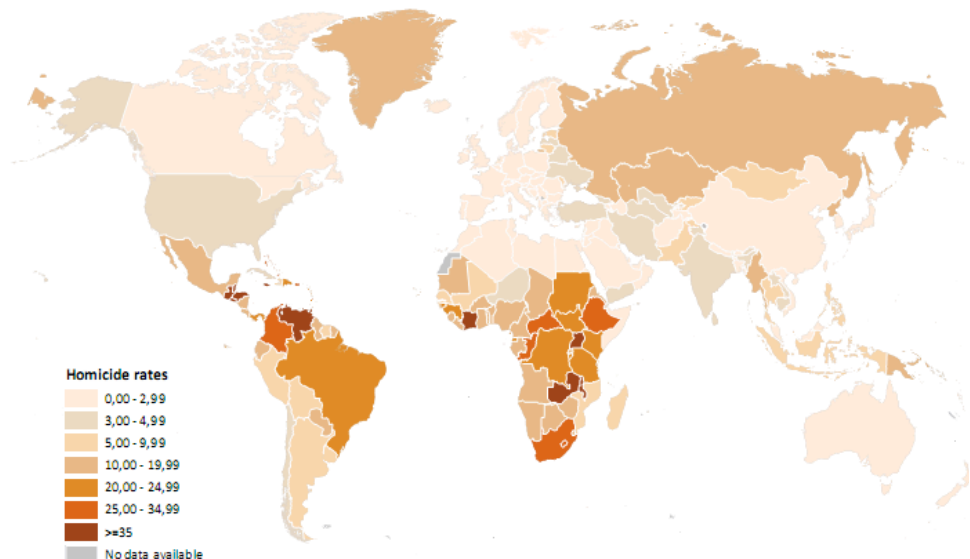 Homicide rates
0,00 - 2,99
3,00 - 4,99
5,00 - 9,99
10,00 - 19,99
20,00 - 24,99
25,00 - 34,99
>=35
No data available